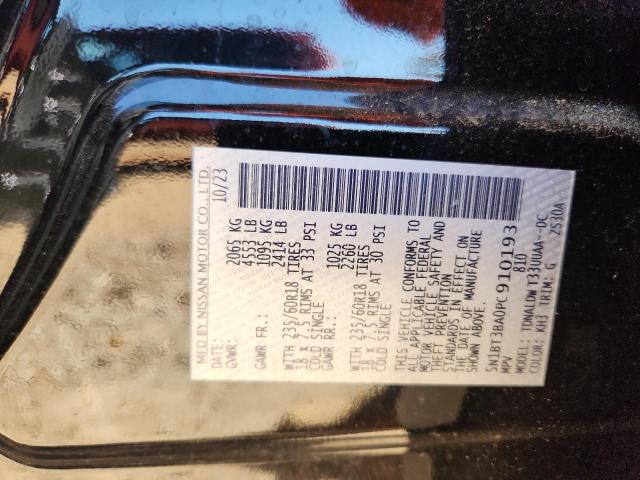 MFD BY NISSAN MOTOR CO., LTD.
DATE: 10/23
GVWR: 2065 KG
4553 LB
GAWR FR.: 1095 KG
2414 LB
WITH 235/60R18 TIRES
18 X 7.5 RIMS AT 33 PSI
COLD SINGLE
GAWR RR.: 1025 KG
2260 LB
WITH 235/60R18 TIRES
18 X 7.5 RIMS AT 30 PSI
COLD SINGLE
THIS VEHICLE CONFORMS TO
ALL APPLICABLE FEDERAL
MOTOR VEHICLE SAFETY AND
THEFT PREVENTION
STANDARDS IN EFFECT ON
THE DATE OF MANUFACTURE
SHOWN ABOVE.
5N1BT3BA0PC910193
MPV 810
MODEL: TDNALDWT33UUAA--DC
COLOR: KH3 TRIM: G ZS30A